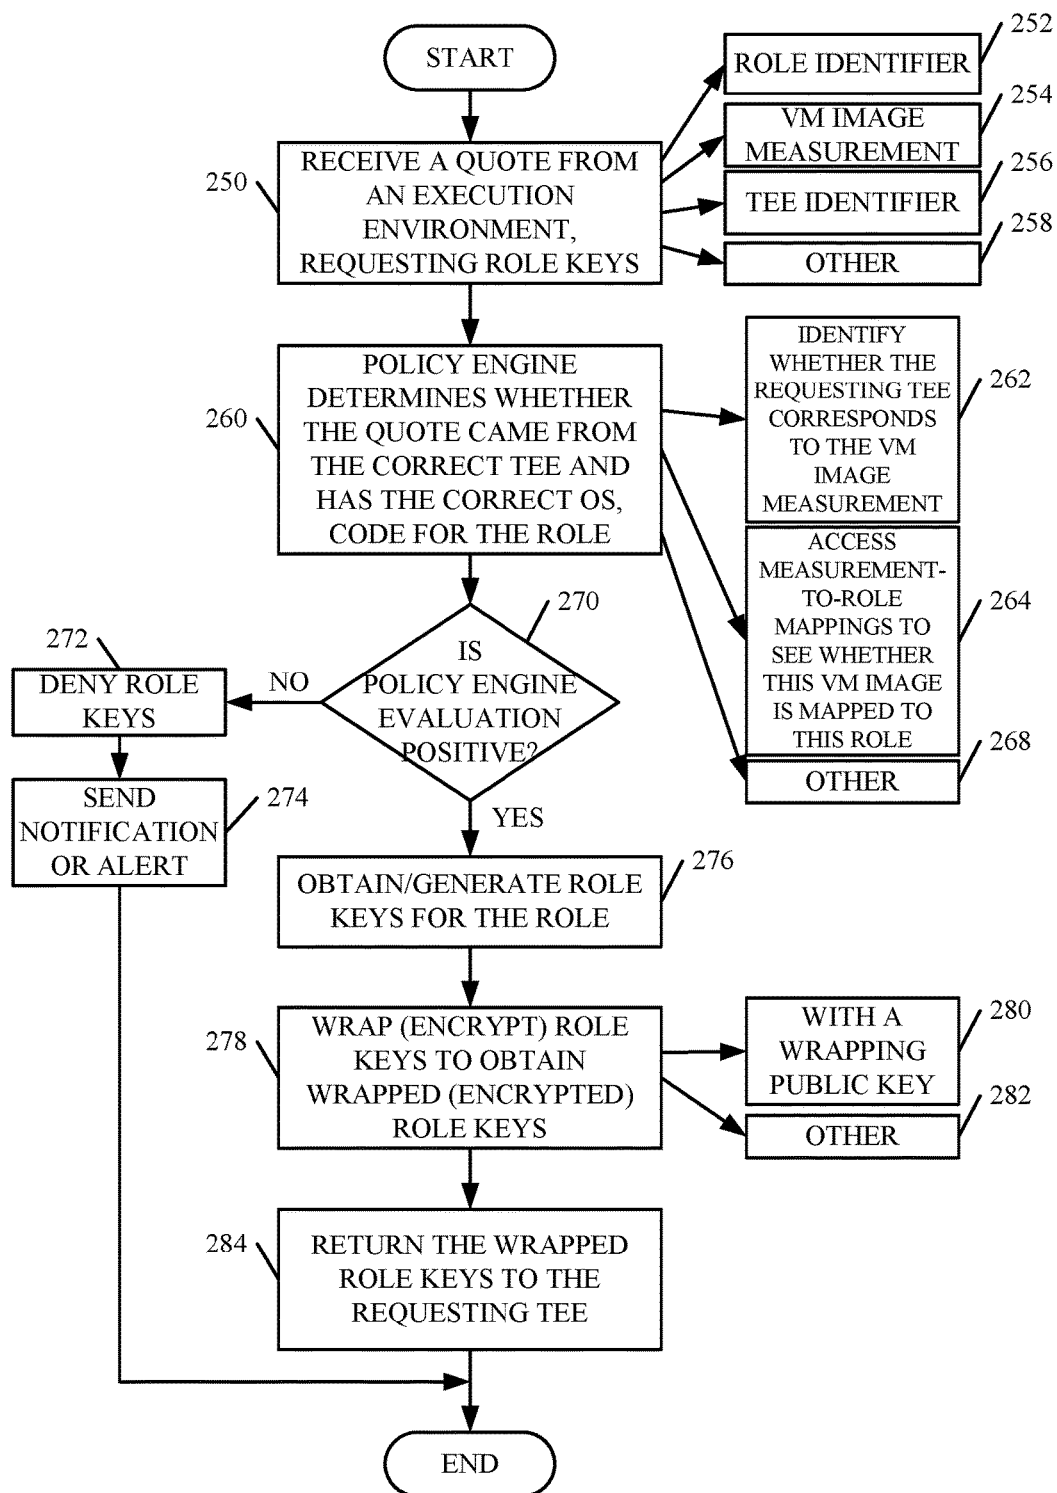 START
252
ROLE IDENTIFIER
254
VM IMAGE
MEASUREMENT
250
RECEIVE A QUOTE FROM
AN EXECUTION
ENVIRONMENT,
REQUESTING ROLE KEYS
256
TEE IDENTIFIER
258
OTHER
260
POLICY ENGINE
DETERMINES WHETHER
THE QUOTE CAME FROM
THE CORRECT TEE AND
HAS THE CORRECT OS,
CODE FOR THE ROLE
IDENTIFY
WHETHER THE
REQUESTING TEE
CORRESPONDS
TO THE VM
IMAGE
MEASUREMENT
262
ACCESS
MEASUREMENT-
TO-ROLE
MAPPINGS TO
SEE WHETHER
THIS VM IMAGE
IS MAPPED TO
THIS ROLE
264
268
OTHER
270
IS
POLICY ENGINE
EVALUATION
POSITIVE?
NO
272
DENY ROLE
KEYS
274
SEND
NOTIFICATION
OR ALERT
YES
276
OBTAIN/GENERATE ROLE
KEYS FOR THE ROLE
278
WRAP (ENCRYPT) ROLE
KEYS TO OBTAIN
WRAPPED (ENCRYPTED)
ROLE KEYS
280
WITH A
WRAPPING
PUBLIC KEY
282
OTHER
284
RETURN THE WRAPPED
ROLE KEYS TO THE
REQUESTING TEE
END